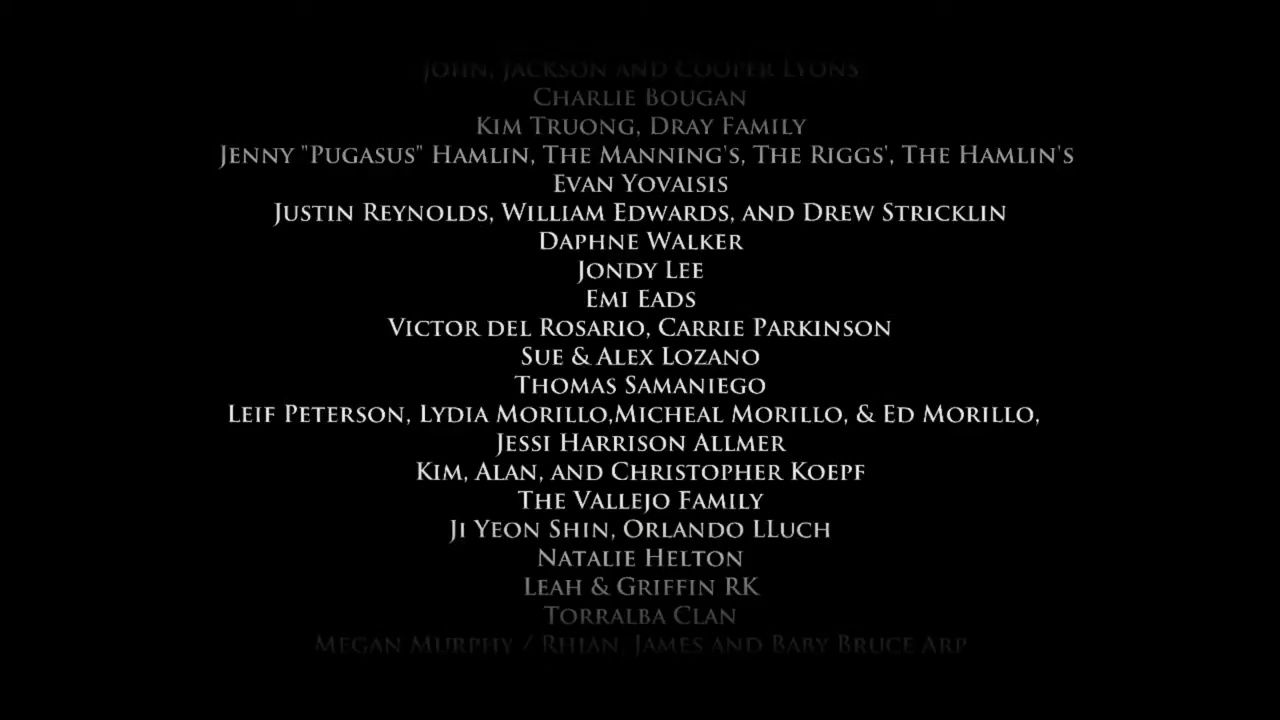 John, Jackson and Cooper Lyons
Charlie Bougan
Kim Truong, Dray Family
Jenny "Pugasus" Hamlin, The Manning's, The Riggs', The Hamlin's
Evan Yovaisis
Justin Reynolds, William Edwards, and Drew Stricklin
Daphne Walker
Jondy Lee
Emi Eads
Victor del Rosario, Carrie Parkinson
Sue & Alex Lozano
Thomas Samaniego
Leif Peterson, Lydia Morillo,Micheal Morillo, & Ed Morillo,
Jessi Harrison Allmer
Kim, Alan, and Christopher Koepf
The Vallejo Family
Ji Yeon Shin, Orlando LLuch
Natalie Helton
Leah & Griffin RK
Torralba Clan
Megan Murphy / Rhian, James and Baby Bruce Arp